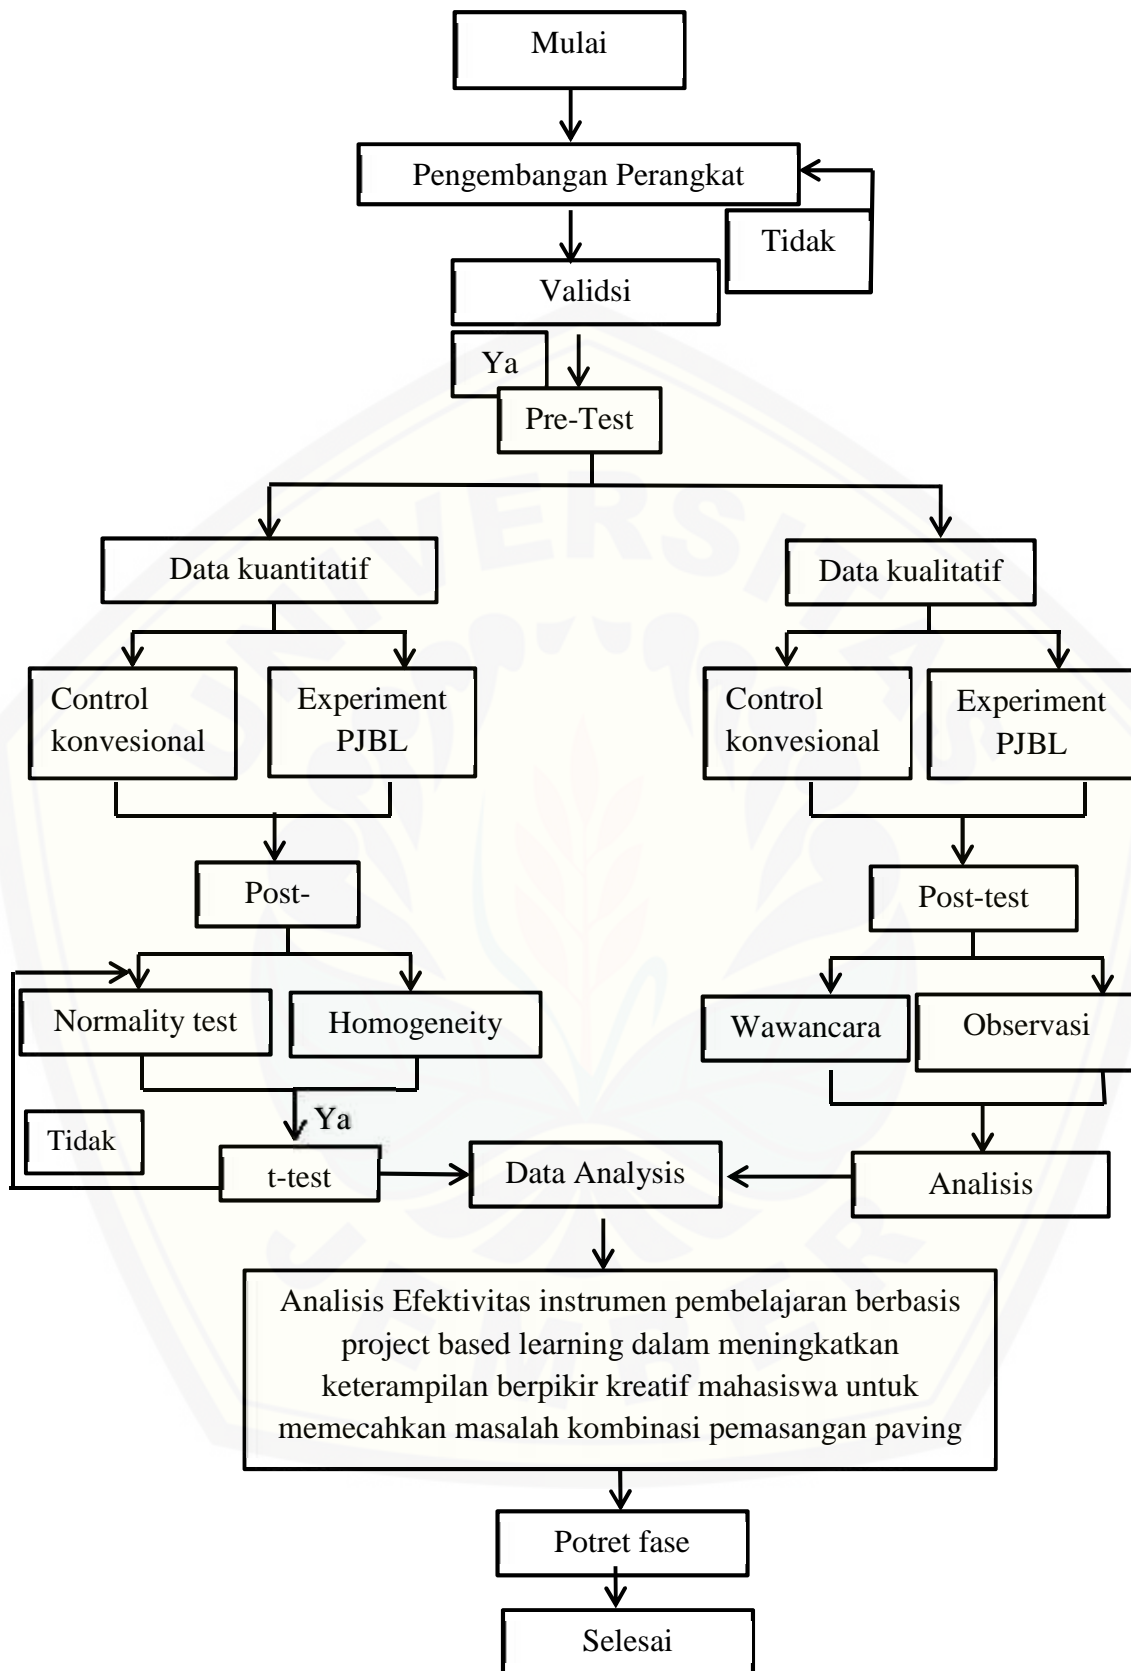 Mulai
Pengembangan Perangkat
Tidak
Validsi
Ya
Pre-Test
Data kuantitatif
Data kualitatif
Control
konvesional
Experiment
PJBL
Control
konvesional
Experiment
PJBL
Post-
Post-test
Normality test
Homogeneity
Wawancara
Observasi
Ya
Tidak
t-test
Data Analysis
Analisis
Analisis Efektivitas instrumen pembelajaran berbasis
project based learning dalam meningkatkan
keterampilan berpikir kreatif mahasiswa untuk
memecahkan masalah kombinasi pemasangan paving
Potret fase
Selesai
UNIVERSITAS
JEMBER